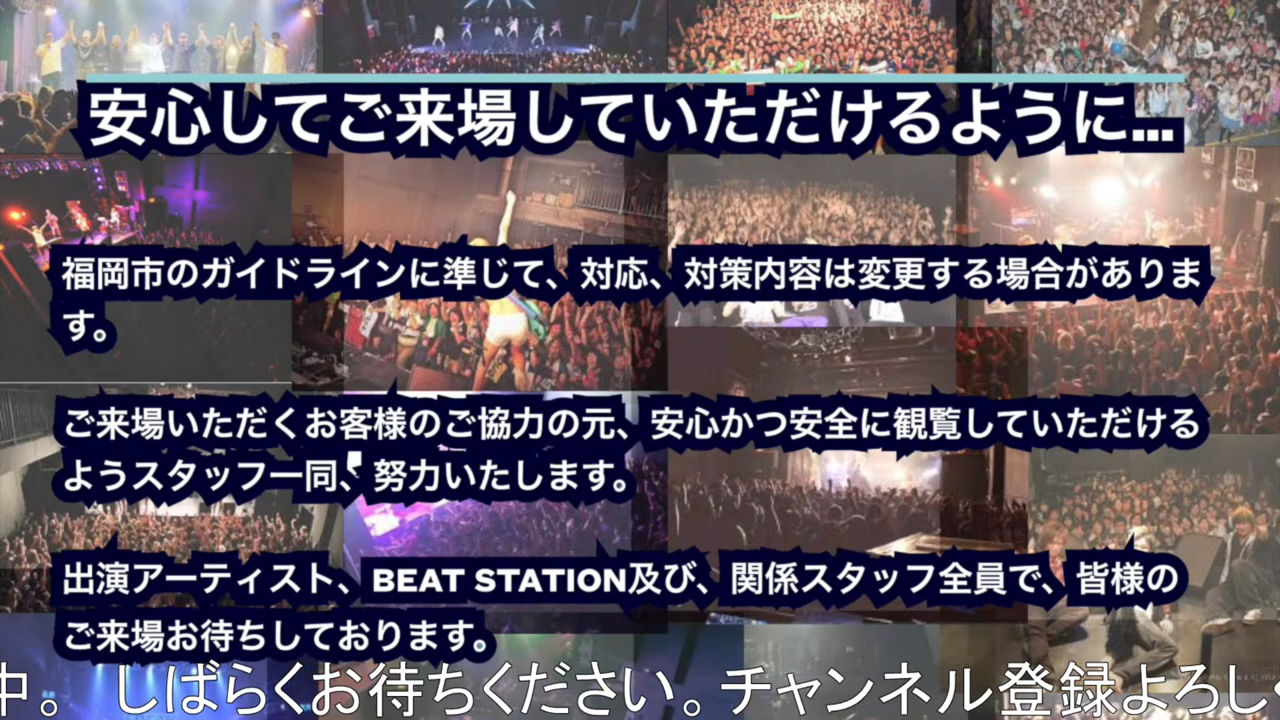 安心してご来場していただけるように...
福岡市のガイドラインに準じて、対応、対策内容は変更する場合がありま
す。
ご来場いただくお客様のご協力の元、安心かつ安全に観覧していただける
ようスタッフ一同、努力いたします。
出演アーティスト、BEAT STATION及び、関係スタッフ全員で、皆様の
ご来場お待ちしております。
中。 しばらくお待ちください。チャンネル登録よろしく